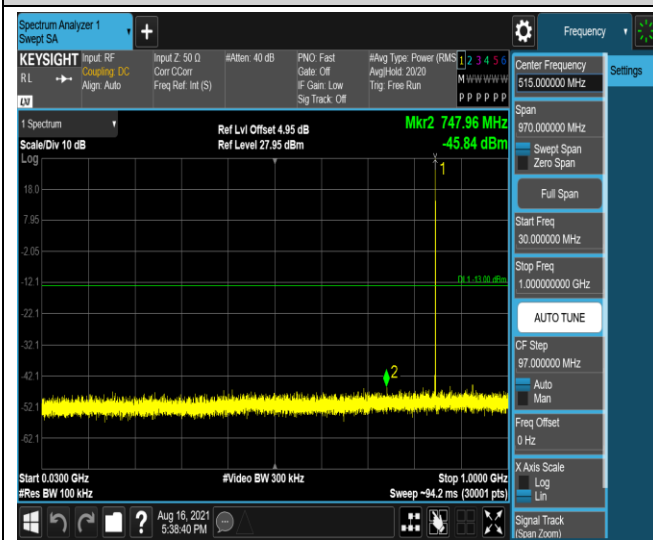 Spectrum Analyzer 1
Swept SA
Frequency
KEYSIGHT
RL
LXI
Input: RF
Coupling: DC
Align: Auto
Input Z: 50 Ω
Corr CCorr
Freq Ref: Int (S)
#Atten: 40 dB
PNO: Fast
Gate: Off
IF Gain: Low
Sig Track: Off
#Avg Type: Power (RMS
Avg|Hold: 20/20
Trig: Free Run
1 2 3 4 5 6
M W W W W W
P P P P P P
1 Spectrum
Scale/Div 10 dB
Log
Ref Lvl Offset 4.95 dB
Ref Level 27.95 dBm
Mkr2 747.96 MHz
-45.84 dBm
1
18.0
7.95
-2.05
-12.1
DL1 -13.00 dBm
-22.1
-32.1
-42.1
2
-52.1
-62.1
Start 0.0300 GHz
#Res BW 100 kHz
#Video BW 300 kHz
Stop 1.0000 GHz
Sweep ~94.2 ms (30001 pts)
Aug 16, 2021
5:38:40 PM
Center Frequency
515.000000 MHz
Settings
Span
970.000000 MHz
Swept Span
Zero Span
Full Span
Start Freq
30.000000 MHz
Stop Freq
1.000000000 GHz
AUTO TUNE
CF Step
97.000000 MHz
Auto
Man
Freq Offset
0 Hz
X Axis Scale
Log
Lin
Signal Track
(Span Zoom)